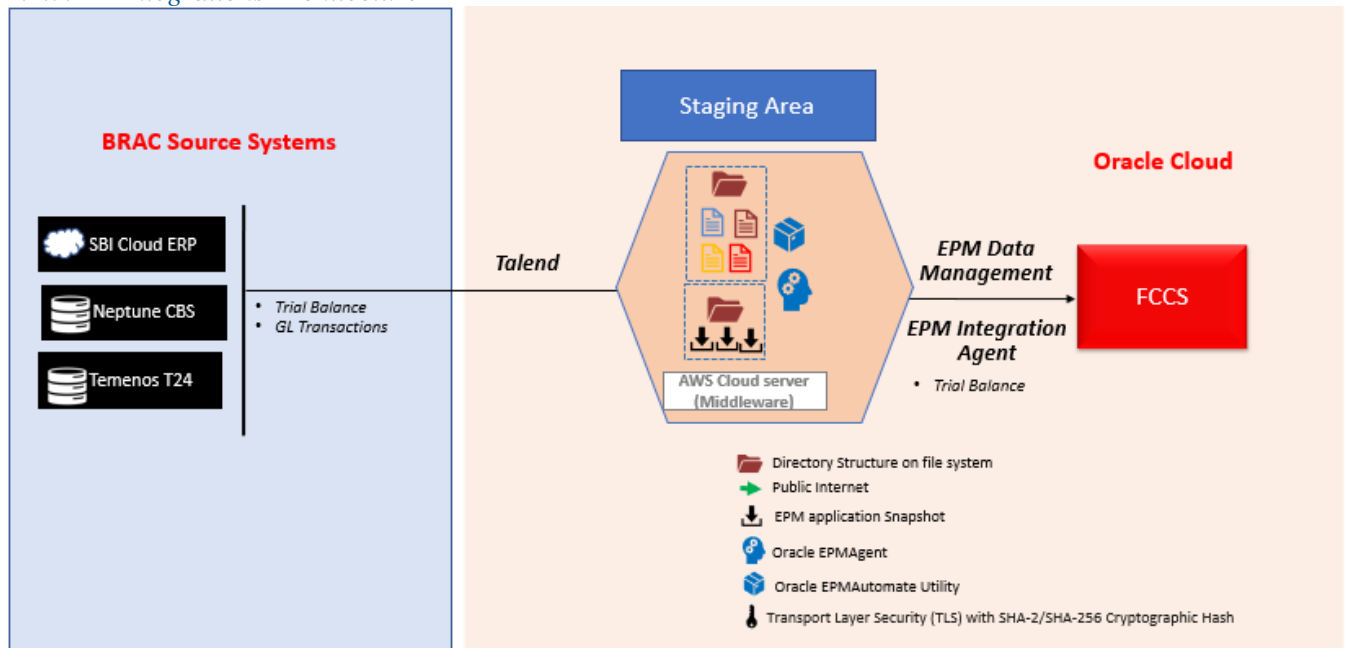 BRAC Source Systems
SBI Cloud ERP
Neptune CBS
Temenos T24
• Trial Balance
• GL Transactions
Talend
Staging Area
AWS Cloud server
(Middleware)
Oracle Cloud
EPM Data
Management
EPM Integration
Agent
• Trial Balance
FCCS
Directory Structure on file system
Public Internet
EPM application Snapshot
Oracle EPMAgent
Oracle EPMAutomate Utility
Transport Layer Security (TLS) with SHA-2/SHA-256 Cryptographic Hash